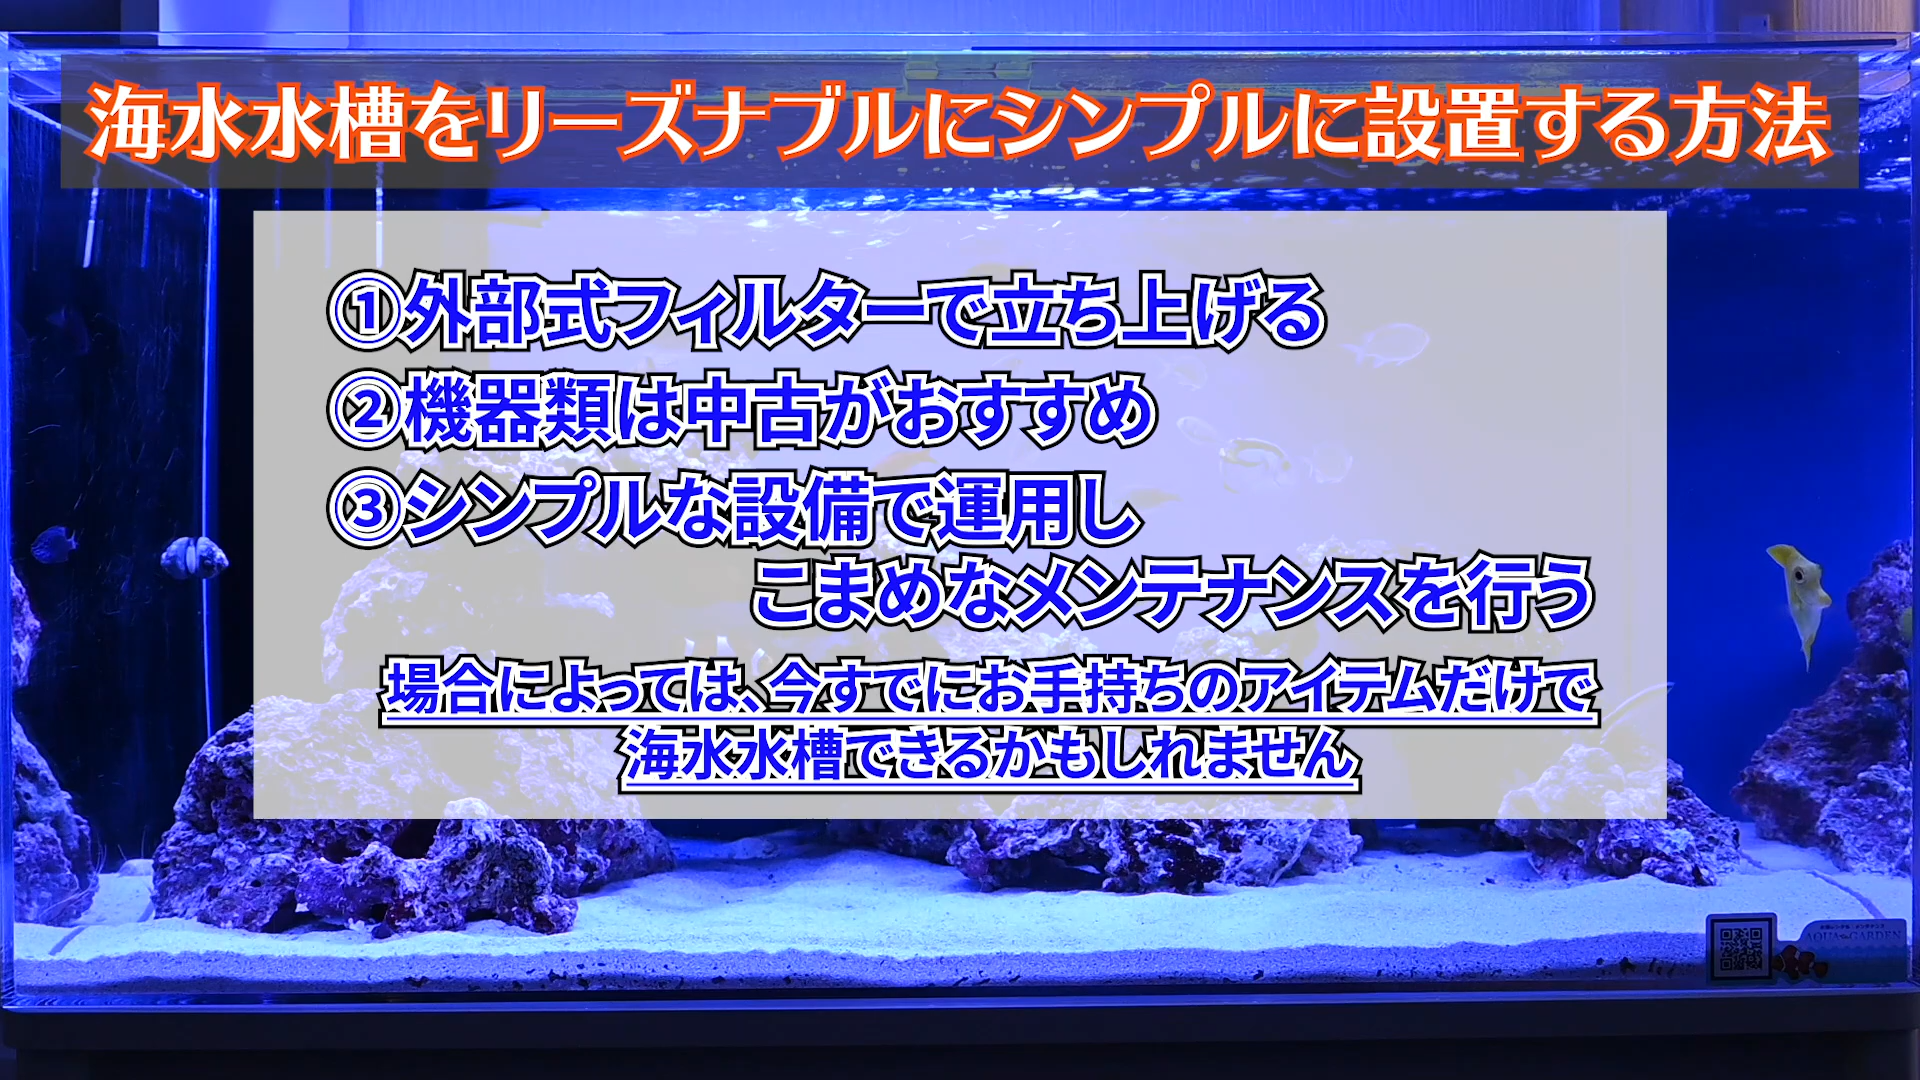 海水水槽をリーズナブルにシンプルに設置する方法
①外部式フィルターで立ち上げる
②機器類は中古がおすすめ
③シンプルな設備で運用し
こまめなメンテナンスを行う
場合によっては、今すでにお手持ちのアイテムだけで
海水水槽できるかもしれません
AQUA GARDEN